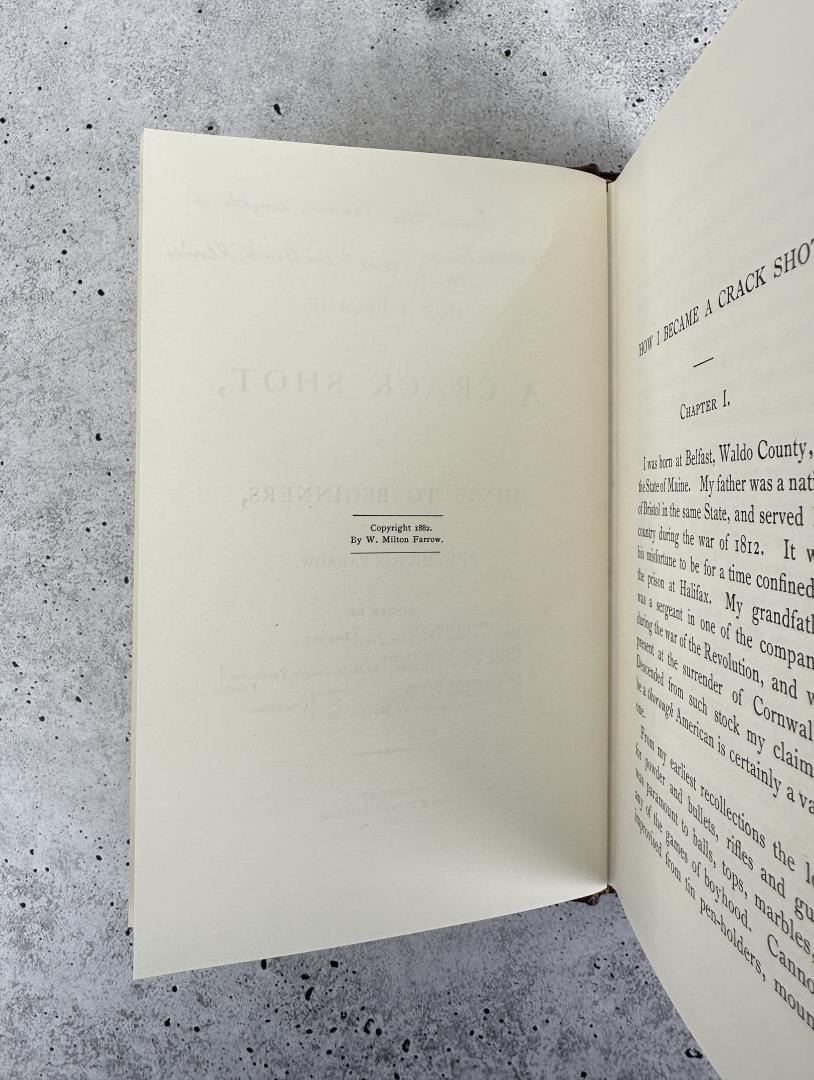 Copyright 1882.
By W. Milton Farrow.
HOW I BECAME A CRACK SHOT
CHAPTER I.
I was born at Belfast, Waldo County,
the State of Maine. My father was a nati
of Bristol in the same State, and served
country during the war of 1812. It w
his misfortune to be for a time confined
the prison at Halifax. My grandfath
was a sergeant in one of the compan
during the war of the Revolution, and w
present at the surrender of Cornwal
Descended from such stock my claim
be a thorough American is certainly a va
one.
From my earliest recollections the l
for powder and bullets, rifles and gu
was paramount to balls, tops, marbles,
any of the games of boyhood. Canno
improvised from tin pen-holders, moun
A CRACK SHOT,
HINTS TO BEGINNERS,